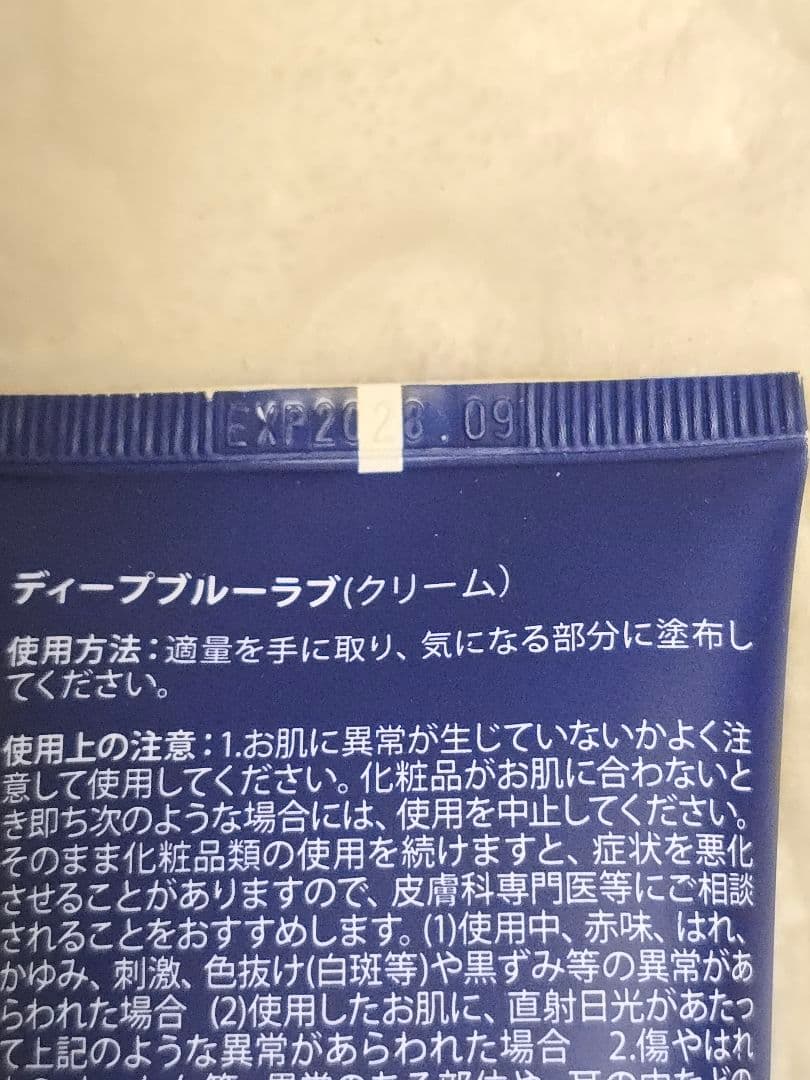 EXP2028.09
ディープブルーラブ(クリーム)
使用方法：適量を手に取り、気になる部分に塗布し
てください。
使用上の注意：1.お肌に異常が生じていないかよく注
意して使用してください。化粧品がお肌に合わないと
き即ち次のような場合には、使用を中止してください。
そのまま化粧品類の使用を続けますと、症状を悪化
させることがありますので、皮膚科専門医等にご相談
されることをおすすめします。(1)使用中、赤味、はれ、
かゆみ、刺激、色抜け(白斑等)や黒ずみ等の異常があ
らわれた場合 (2)使用したお肌に、直射日光があたっ
て上記のような異常があらわれた場合 2.傷やはれ